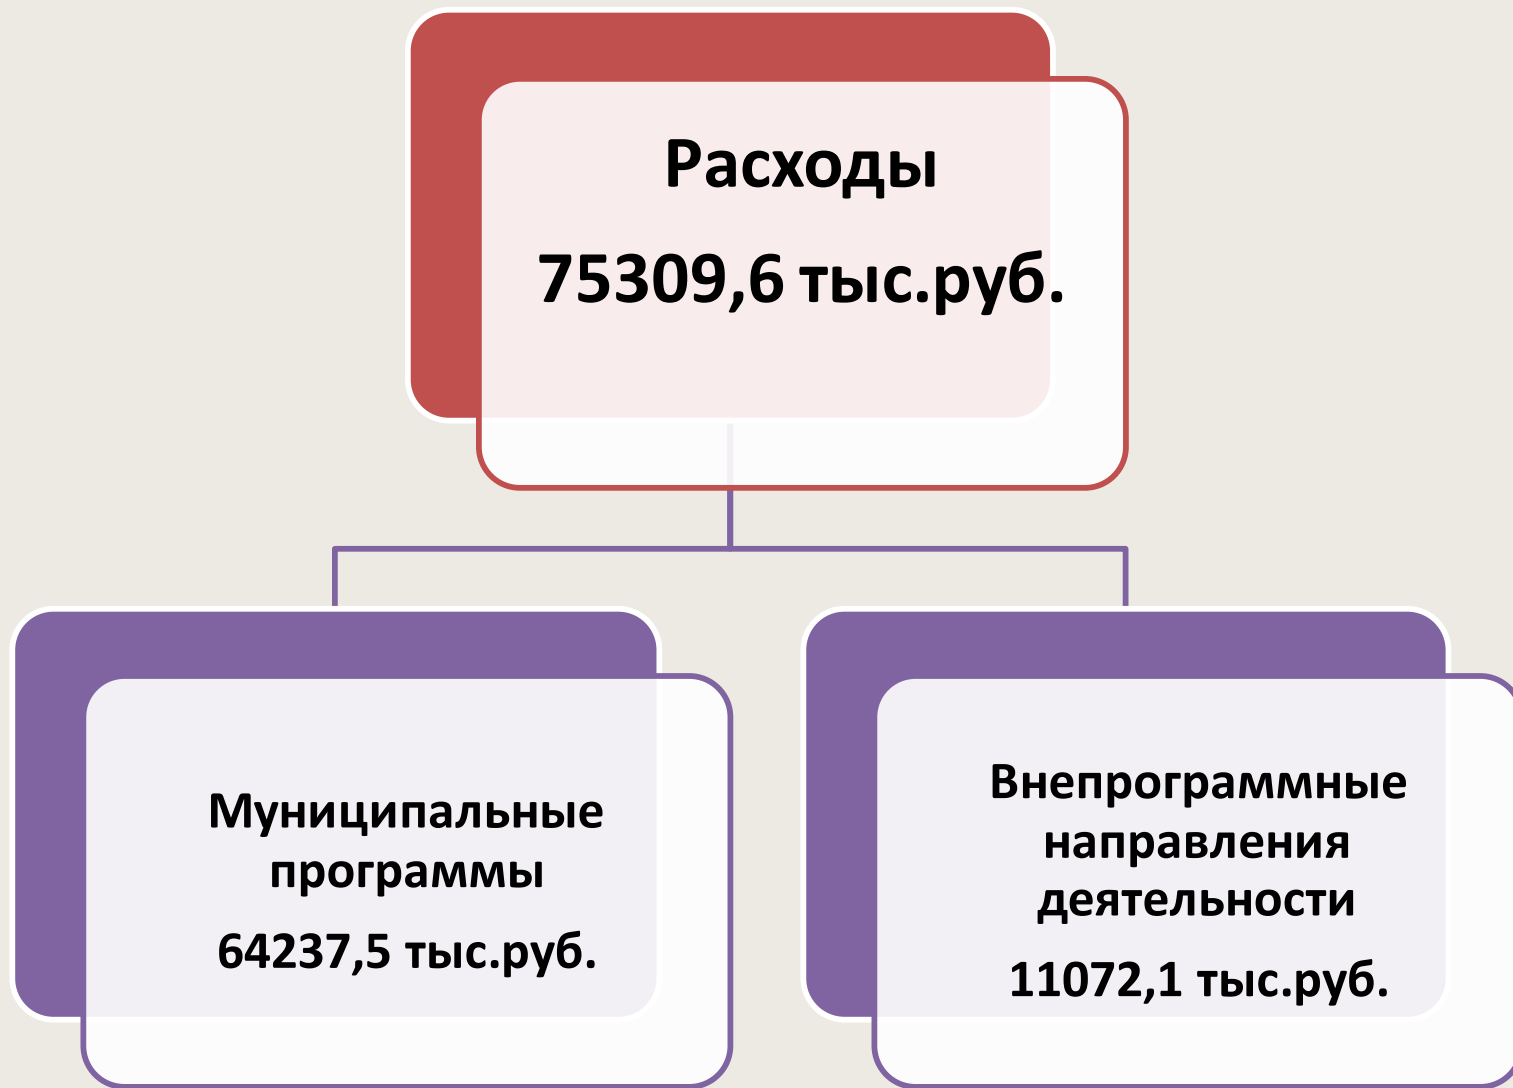 Расходы
75309,6 тыс.руб.
Муниципальные
программы
64237,5 тыс.руб.
Внепрограммные
направления
деятельности
11072,1 тыс.руб.